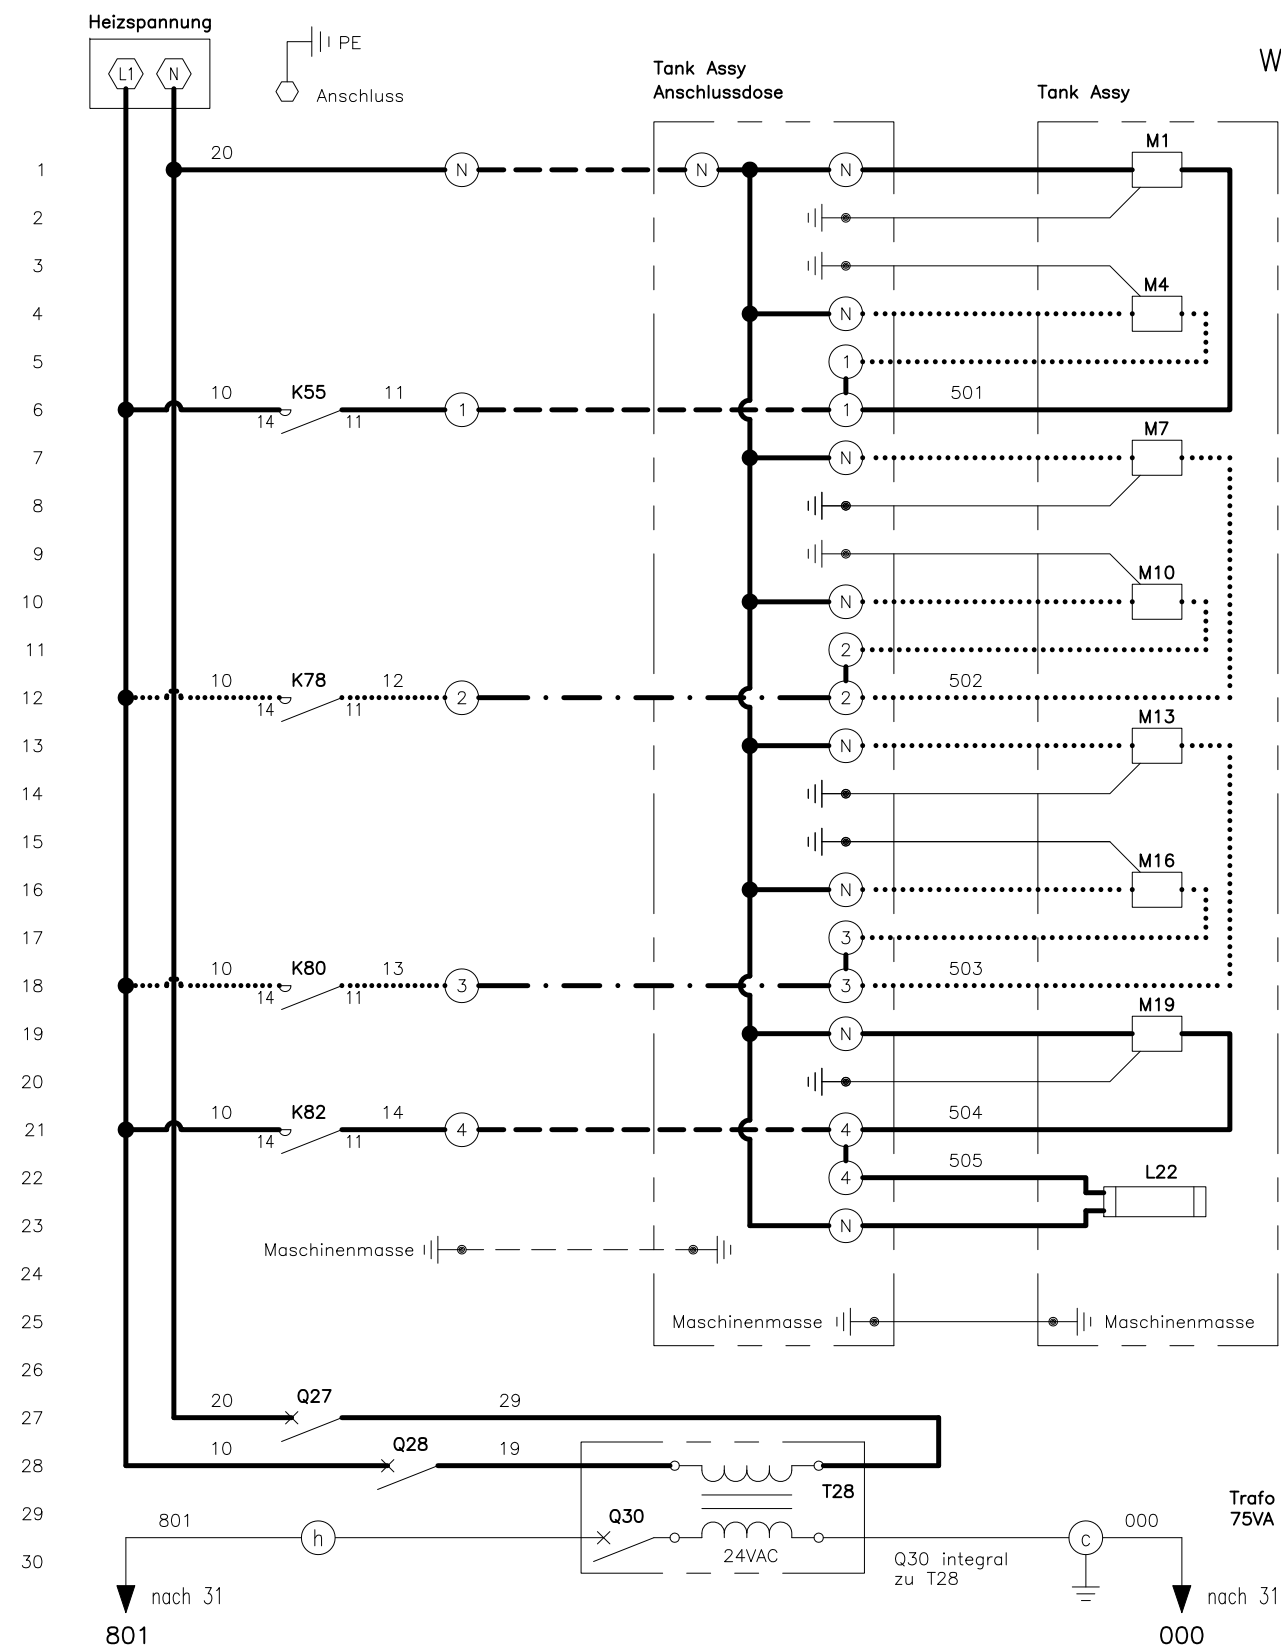 Heizspannung
L1 N
PE
Anschluss
W
Tank Assy
Anschlussdose
Tank Assy
M1
1 20 N N N
2
3
M4
4 N
5 1
6 10 K55 11 1 1 501
14 11
M7
7 N
8
9
M10
10 N
11 2
12 10 K78 12 2 2 502
14 11
M13
13 N
14
15
M16
16 N
17 3
18 10 K80 13 3 3 503
14 11
M19
19 N
20
21 10 K82 14 4 4 504
14 11
22 4 505 L22
23 N
Maschinenmasse
24
25 Maschinenmasse Maschinenmasse
26
27 20 Q27 29
28 10 Q28 19
T28
Trafo
75VA
29
801 h Q30 c 000
30 24VAC
Q30 integral
zu T28
nach 31 nach 31
801 000